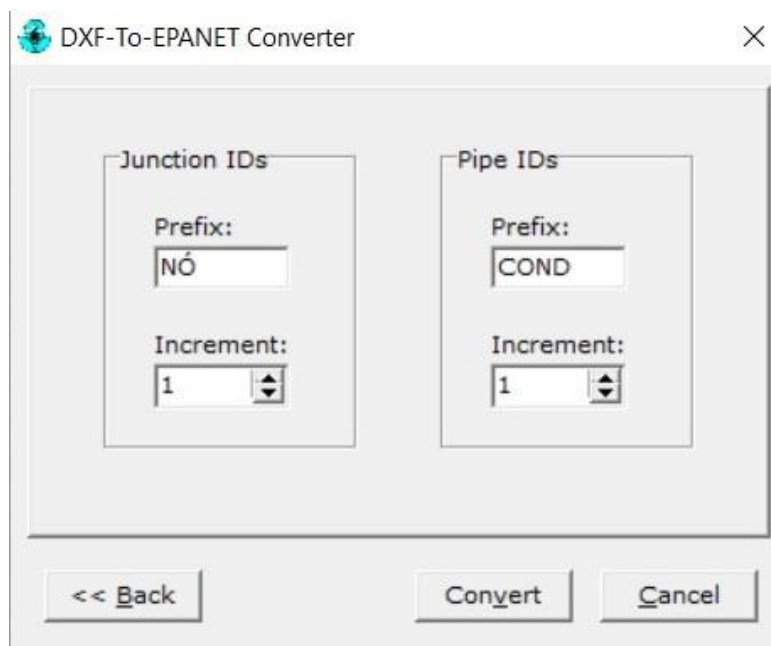 DXF-To-EPANET Converter
Junction IDs
Prefix:
NÓ
Increment:
1
Pipe IDs
Prefix:
COND
Increment:
1
<< Back
Convert
Cancel